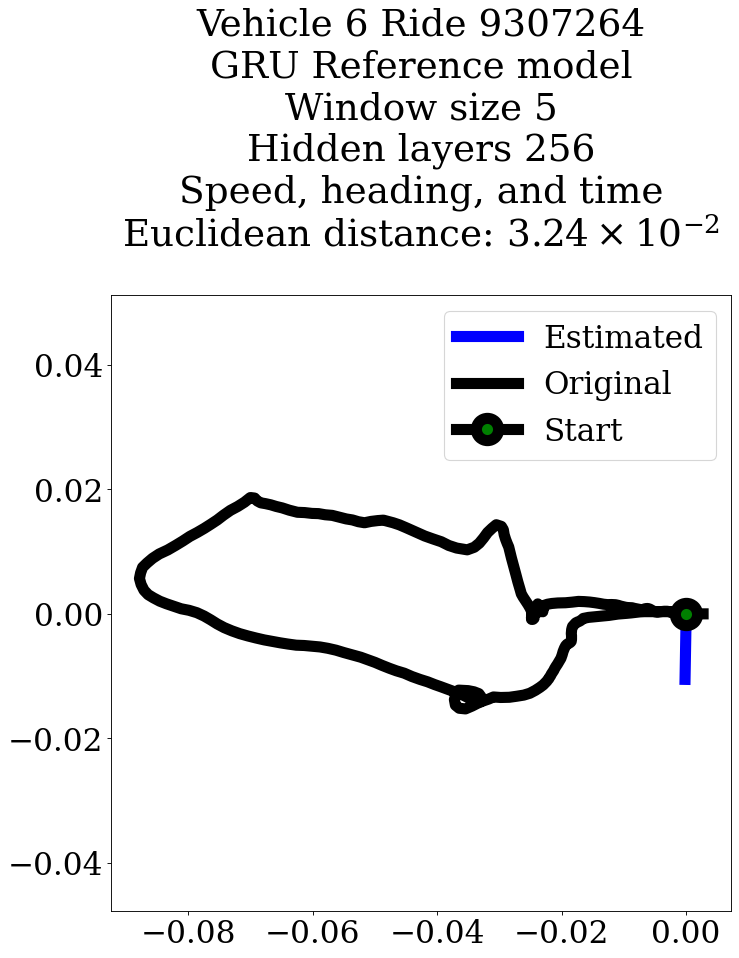 Vehicle 6 Ride 9307264
GRU Reference model
Window size 5
Hidden layers 256
Speed, heading, and time
Euclidean distance: 3.24 × 10⁻²
Estimated
Original
Start
0.04
0.02
0.00
−0.02
−0.04
−0.08 −0.06 −0.04 −0.02 0.00